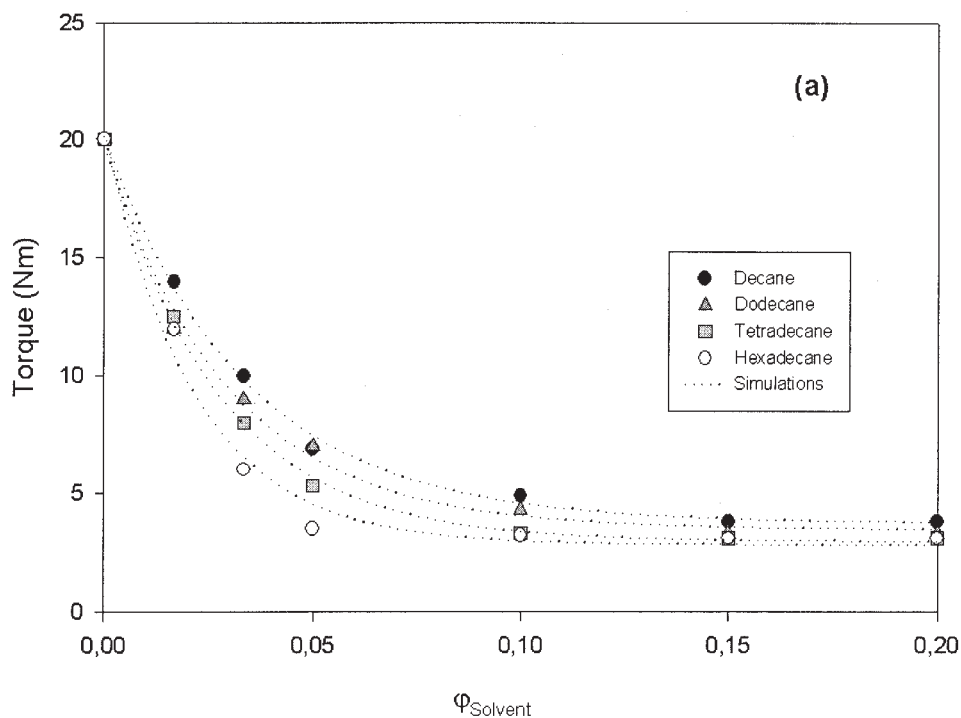 25
(a)
20
15
10
5
0
Torque (Nm)
Decane
Dodecane
Tetradecane
Hexadecane
Simulations
0,00 0,05 0,10 0,15 0,20
φSolvent